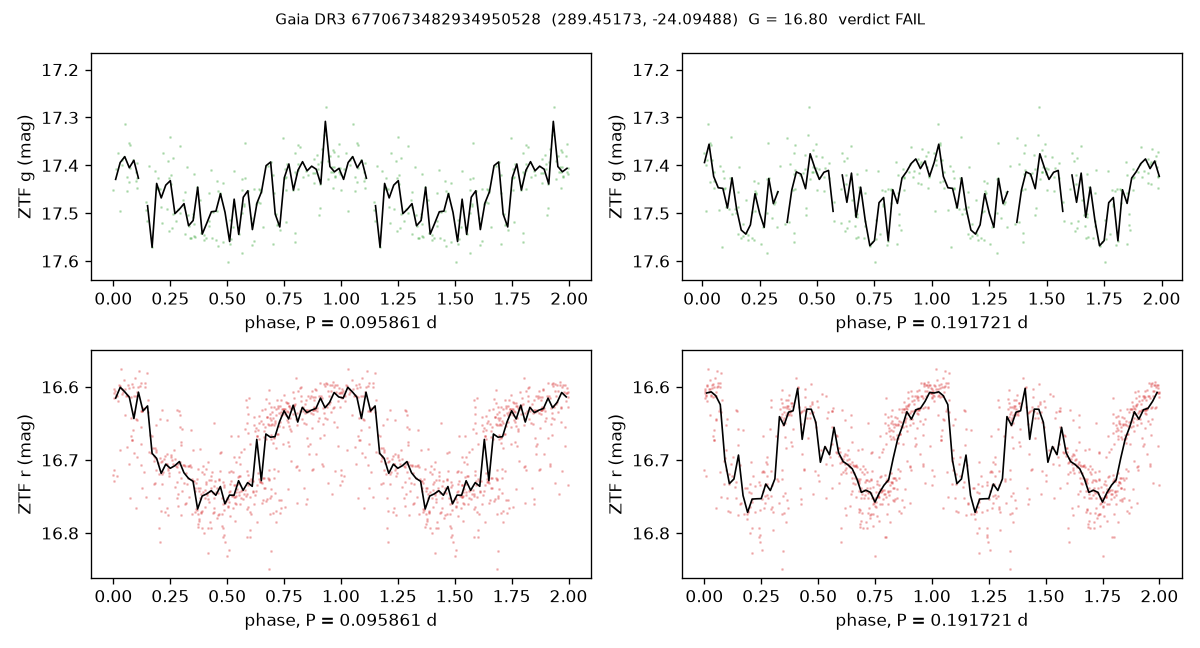 Gaia DR3 6770673482934950528  (289.45173, -24.09488)  G = 16.80  verdict FAIL
ZTF g (mag)
17.2
17.3
17.4
17.5
17.6
0.00 0.25 0.50 0.75 1.00 1.25 1.50 1.75 2.00
phase, P = 0.095861 d
ZTF g (mag)
17.2
17.3
17.4
17.5
17.6
0.00 0.25 0.50 0.75 1.00 1.25 1.50 1.75 2.00
phase, P = 0.191721 d
ZTF r (mag)
16.6
16.7
16.8
0.00 0.25 0.50 0.75 1.00 1.25 1.50 1.75 2.00
phase, P = 0.095861 d
ZTF r (mag)
16.6
16.7
16.8
0.00 0.25 0.50 0.75 1.00 1.25 1.50 1.75 2.00
phase, P = 0.191721 d